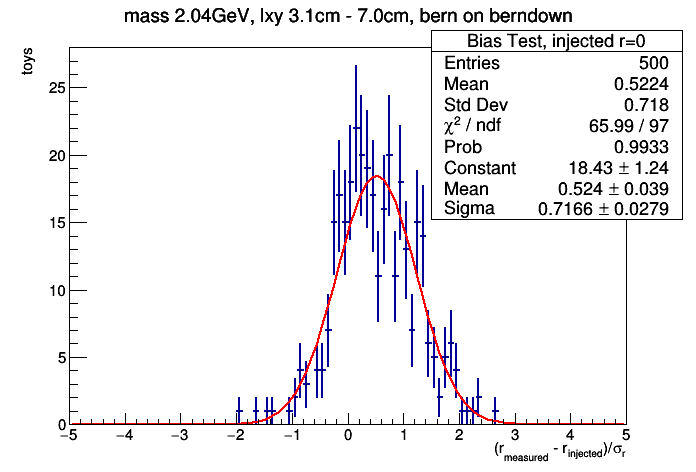 mass 2.04GeV, lxy 3.1cm - 7.0cm, bern on berndown
Bias Test, injected r=0
Entries 500
Mean 0.5224
Std Dev 0.718
χ² / ndf 65.99 / 97
Prob 0.9933
Constant 18.43 ± 1.24
Mean 0.524 ± 0.039
Sigma 0.7166 ± 0.0279
toys
25
20
15
10
5
0
−5 −4 −3 −2 −1 0 1 2 3 4 5
(r_measured - r_injected)/σ_r